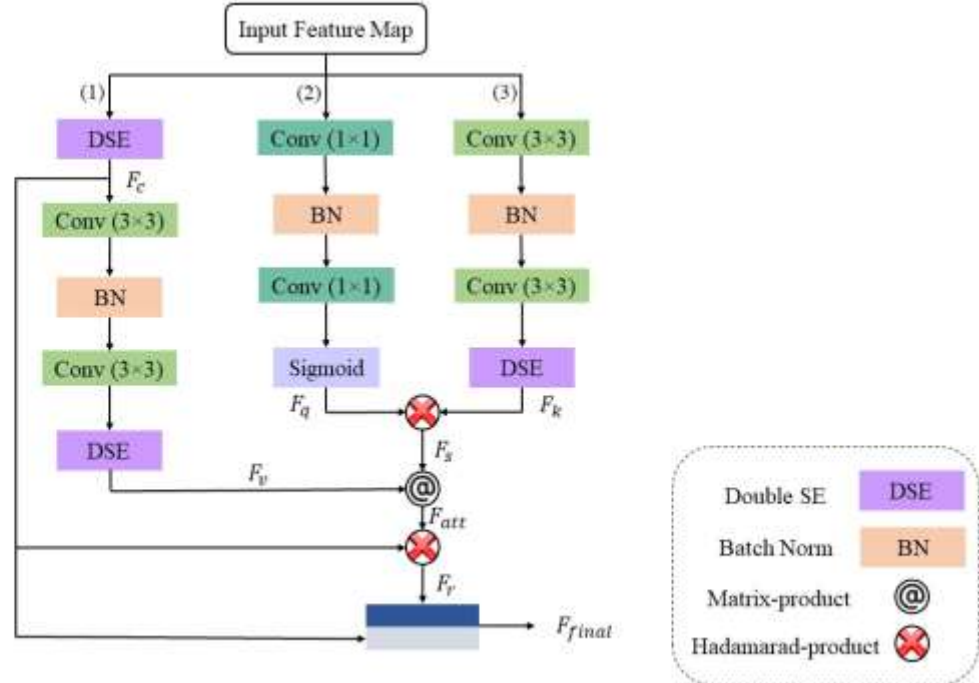 Input Feature Map
(1)
(2)
(3)
DSE
Conv (1×1)
Conv (3×3)
F_c
BN
BN
Conv (3×3)
BN
Conv (1×1)
Conv (3×3)
Conv (3×3)
Sigmoid
DSE
F_q
F_k
DSE
F_s
F_v
@
F_att
F_r
F_final
Double SE
DSE
Batch Norm
BN
Matrix-product
@
Hadamarad-product